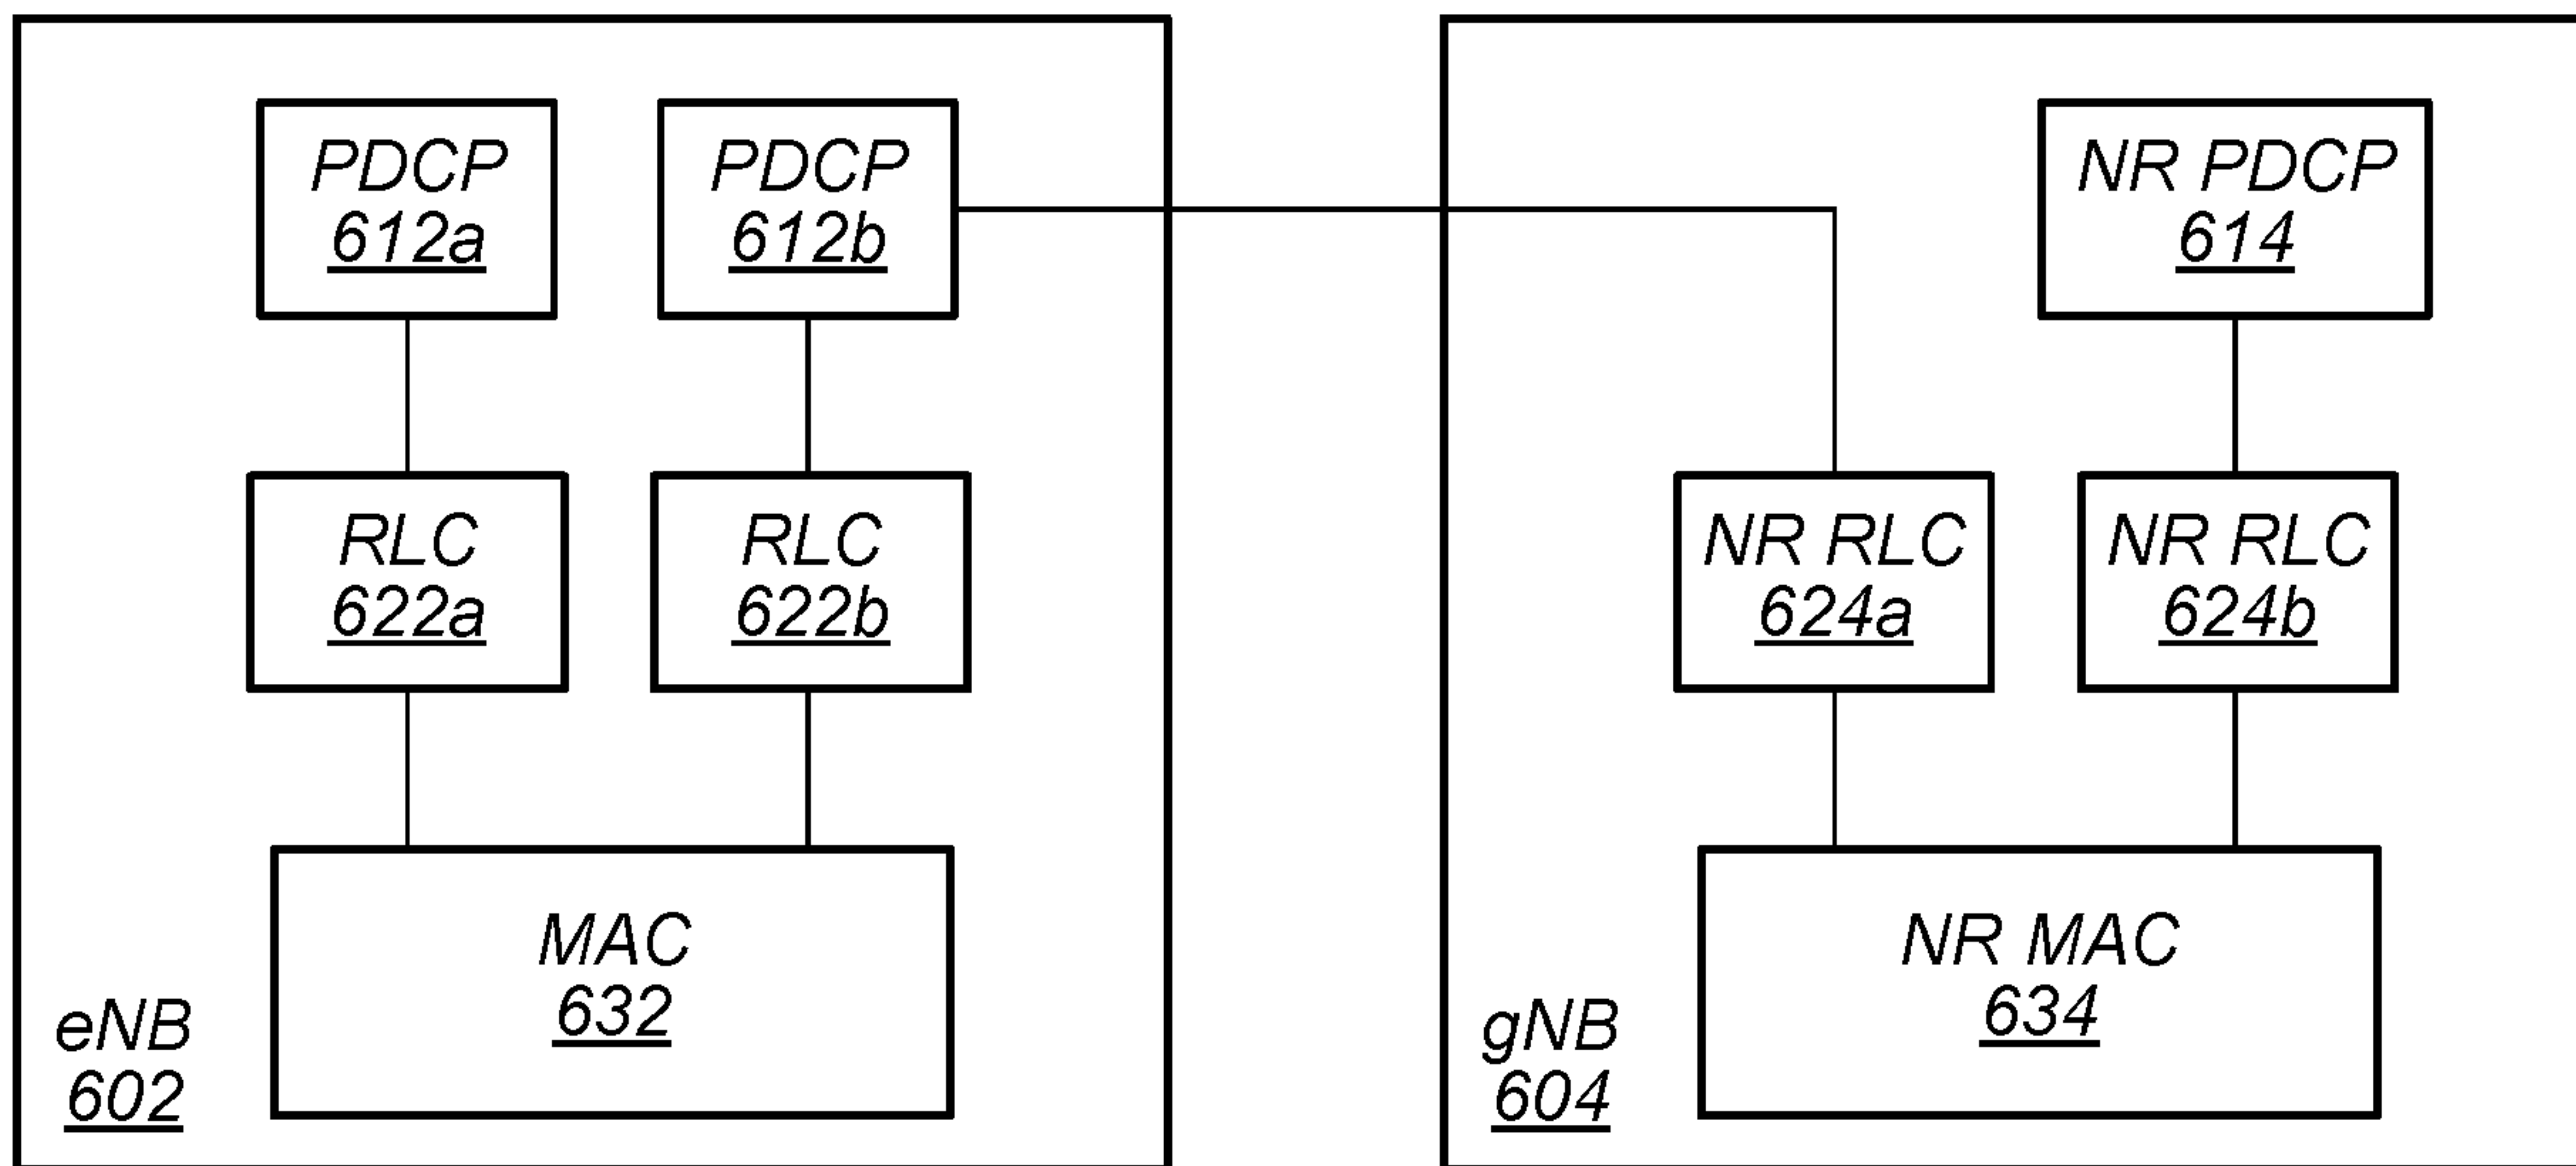 PDCP
612a
PDCP
612b
NR PDCP
614
RLC
622a
RLC
622b
NR RLC
624a
NR RLC
624b
MAC
632
NR MAC
634
eNB
602
gNB
604